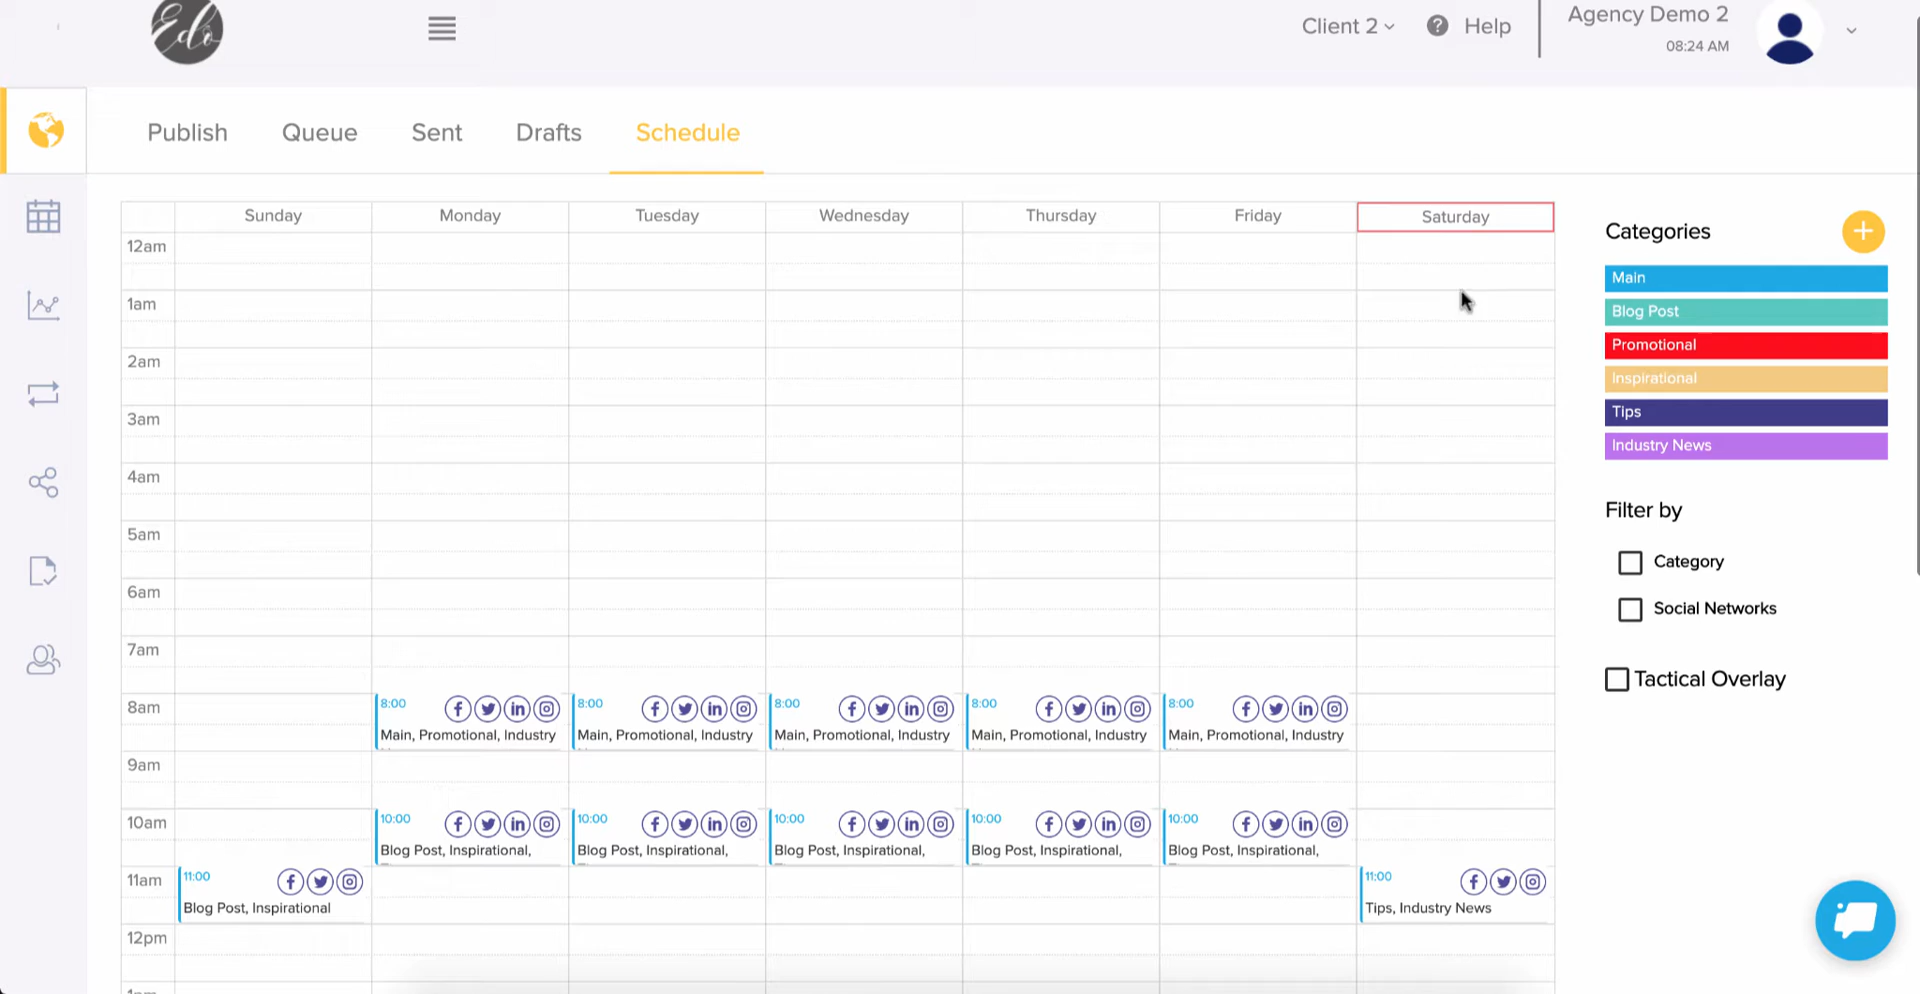 Edo
Client 2
Help
Agency Demo 2
08:24 AM
Publish Queue Sent Drafts Schedule
Sunday Monday Tuesday Wednesday Thursday Friday Saturday
12am
1am
2am
3am
4am
5am
6am
7am
8am
8:00 8:00 8:00 8:00 8:00
Main, Promotional, Industry Main, Promotional, Industry Main, Promotional, Industry Main, Promotional, Industry Main, Promotional, Industry
9am
10am
10:00 10:00 10:00 10:00 10:00
Blog Post, Inspirational, Blog Post, Inspirational, Blog Post, Inspirational, Blog Post, Inspirational, Blog Post, Inspirational,
11am
11:00 11:00
Blog Post, Inspirational Tips, Industry News
12pm
Categories
Main
Blog Post
Promotional
Inspirational
Tips
Industry News
Filter by
Category
Social Networks
Tactical Overlay